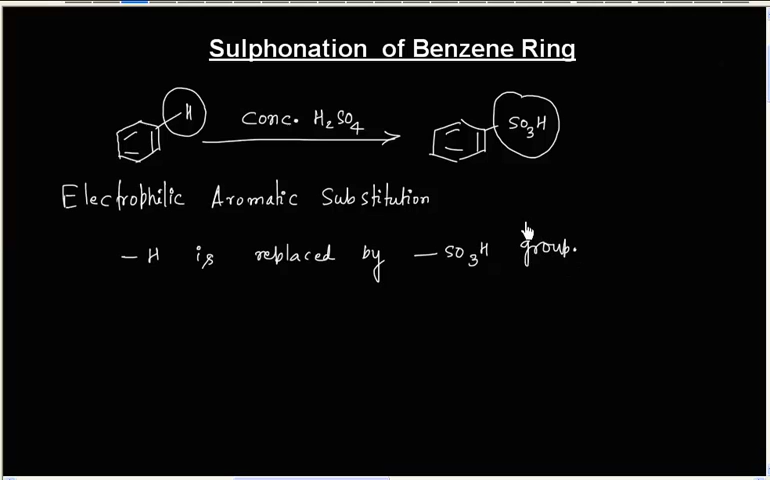 Sulphonation of Benzene Ring
H Conc. H₂SO₄ SO₃H
Electrophilic Aromatic Substitution
– H is replaced by – SO₃H group.